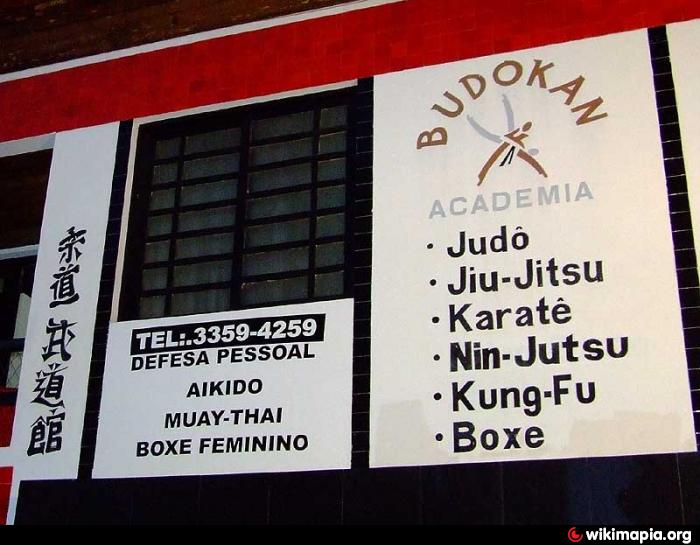 柔道武道館
TEL:.3359-4259
DEFESA PESSOAL
AIKIDO
MUAY-THAI
BOXE FEMININO
BUDOKAN
ACADEMIA
· Judô
· Jiu-Jitsu
· Karatê
· Nin-Jutsu
· Kung-Fu
· Boxe
wikimapia.org